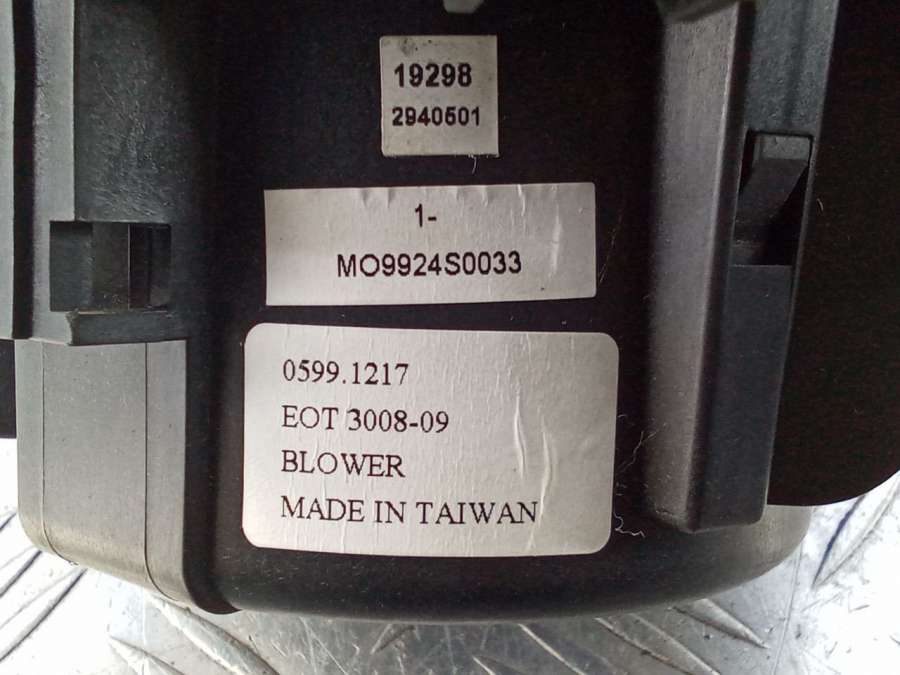 19298
2940501
1-
MO9924S0033
0599.1217
EOT 3008-09
BLOWER
MADE IN TAIWAN